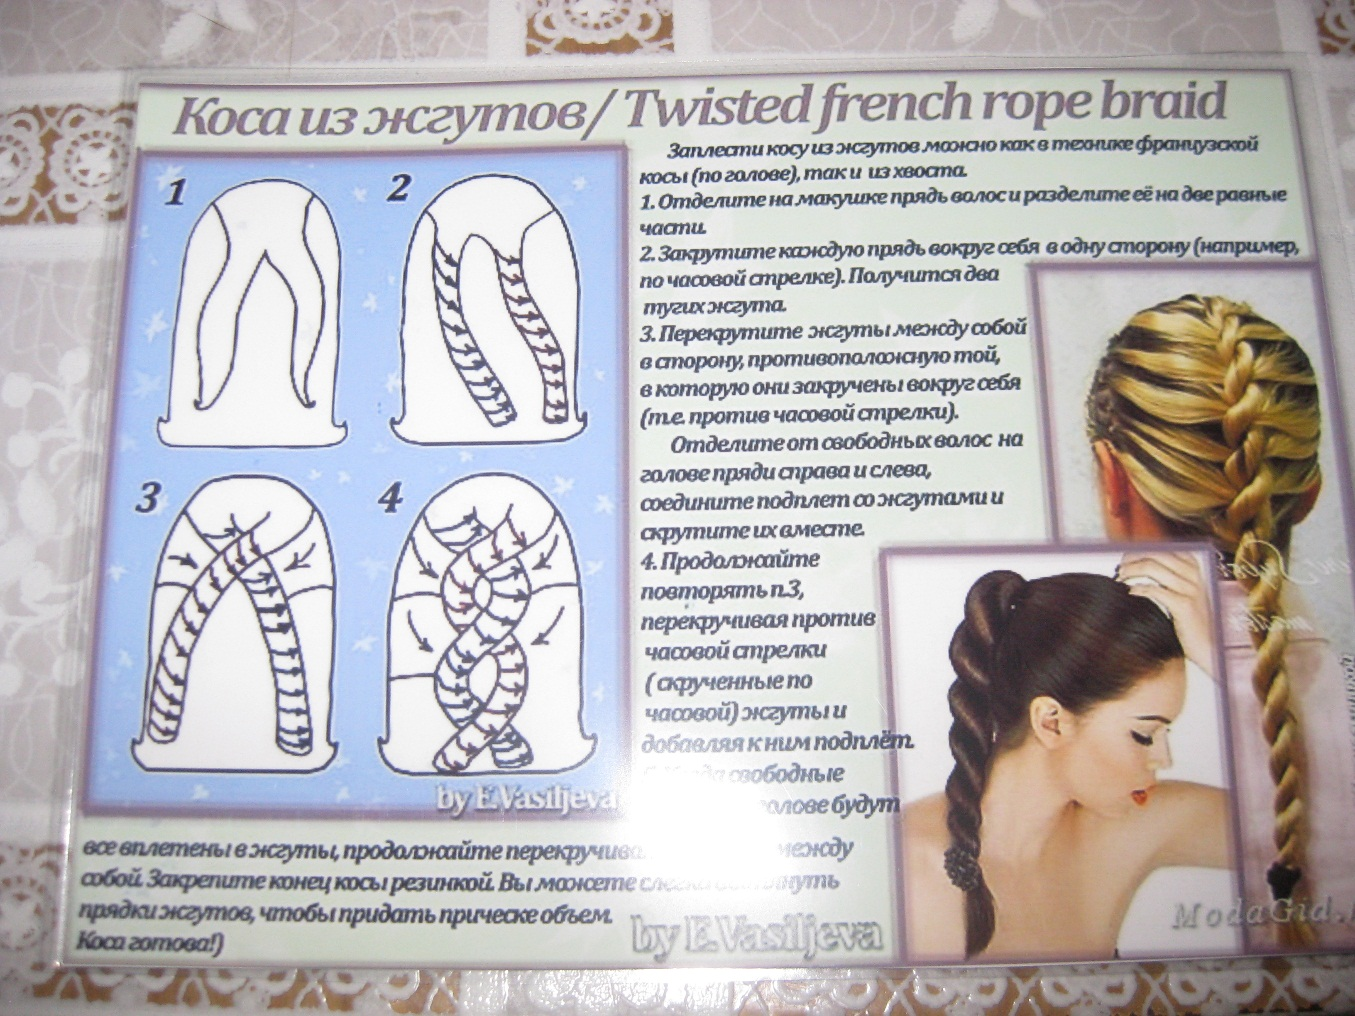 Коса из жгутов/ Twisted french rope braid
Заплести косу из жгутов можно как в технике французской
косы (по голове), так и из хвоста.
1. Отделите на макушке прядь волос и разделите её на две равные
части.
2. Закрутите каждую прядь вокруг себя в одну сторону (например,
по часовой стрелке). Получится два
тугих жгута.
3. Перекрутите жгуты между собой
в сторону, противоположную той,
в которую они закручены вокруг себя
(т.е. против часовой стрелки).
Отделите от свободных волос на
голове пряди справа и слева,
соедините подплет со жгутами и
скрутите их вместе.
4. Продолжайте
повторять п.3,
перекручивая против
часовой стрелки
( скрученные по
часовой) жгуты и
добавляя к ним подплёт.
свободные
голове будут
все вплетены в жгуты, продолжайте между
собой. Закрепите конец косы резинкой. Вы можете
прядки жгутов, чтобы придать прическе объем.
Коса готова!)
1
2
3
4
by E.Vasiljeva
by E.Vasiljeva
ModaGid.